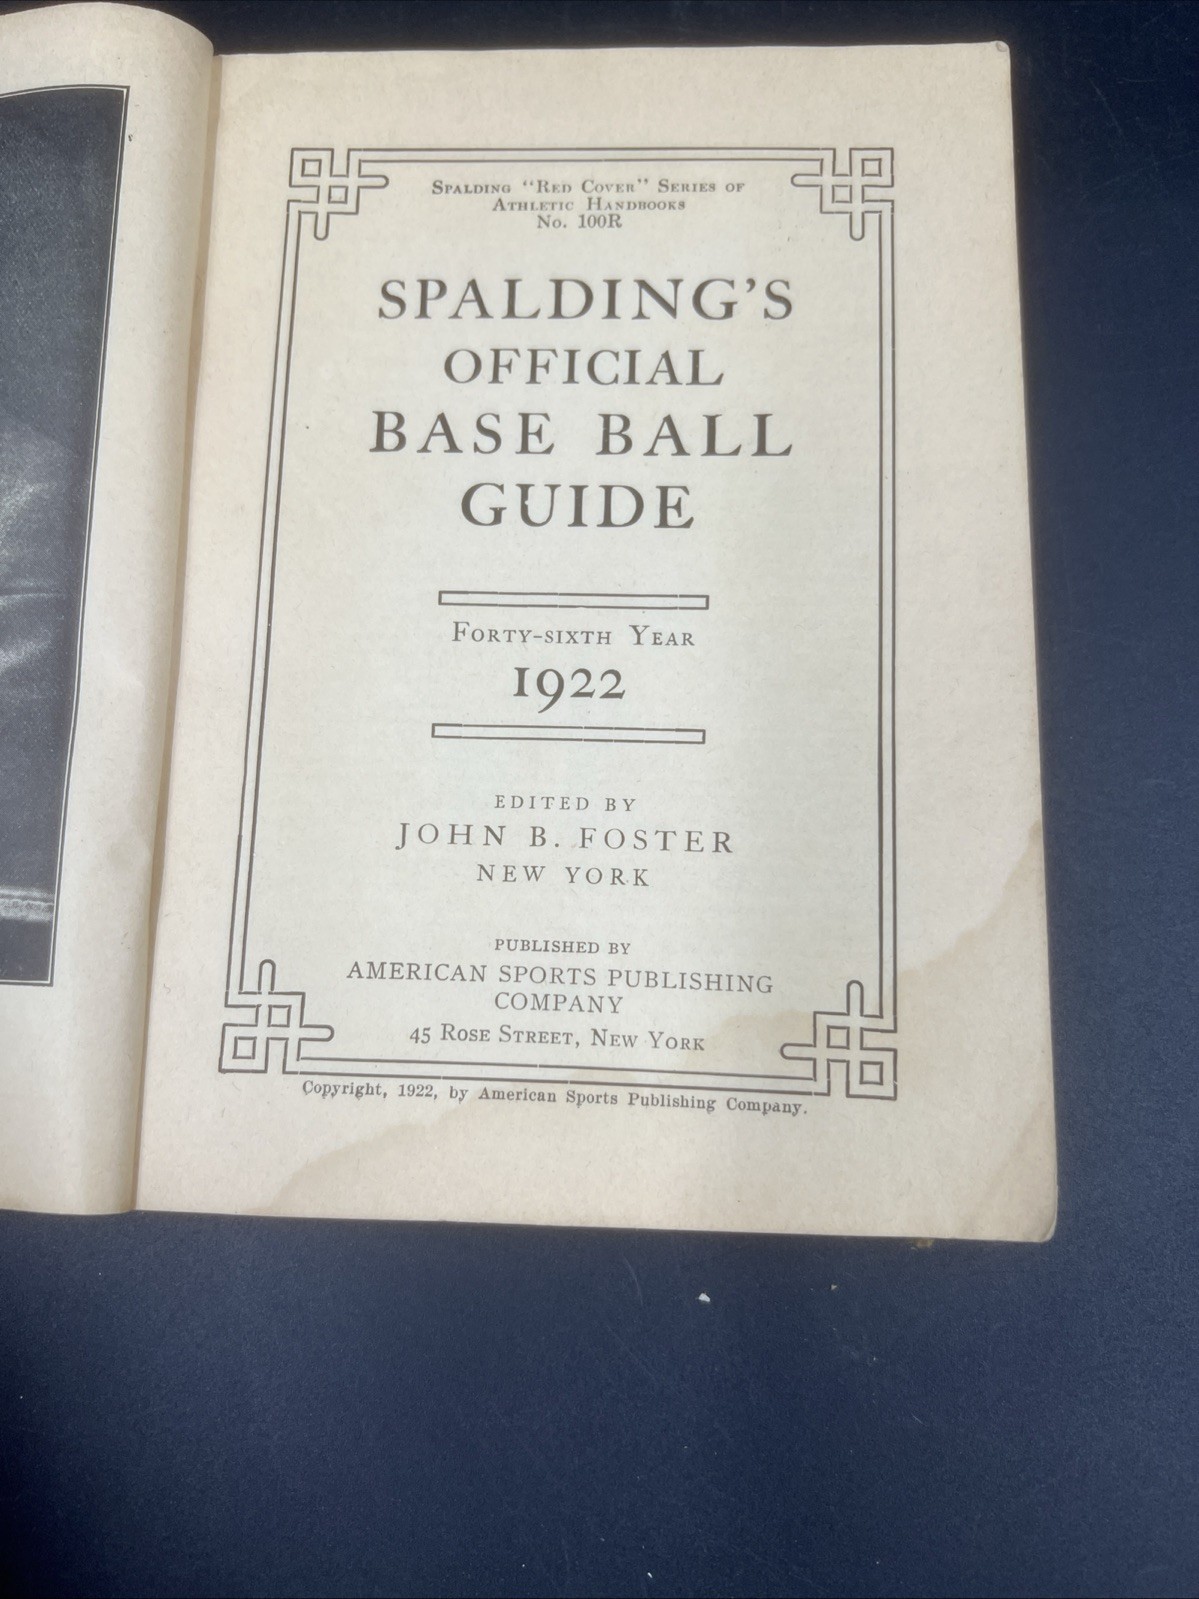 SPALDING "RED COVER" SERIES OF
ATHLETIC HANDBOOKS
No. 100R
SPALDING'S
OFFICIAL
BASE BALL
GUIDE
FORTY-SIXTH YEAR
1922
EDITED BY
JOHN B. FOSTER
NEW YORK
PUBLISHED BY
AMERICAN SPORTS PUBLISHING
COMPANY
45 ROSE STREET, NEW YORK
Copyright, 1922, by American Sports Publishing Company.